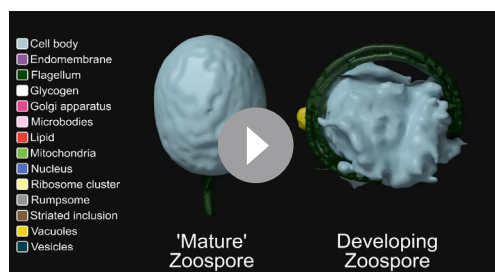 Cell body
Endomembrane
Flagellum
Glycogen
Golgi apparatus
Microbodies
Lipid
Mitochondria
Nucleus
Ribosome cluster
Rumpsome
Striated inclusion
Vacuoles
Vesicles
'Mature'
Zoospore
Developing
Zoospore